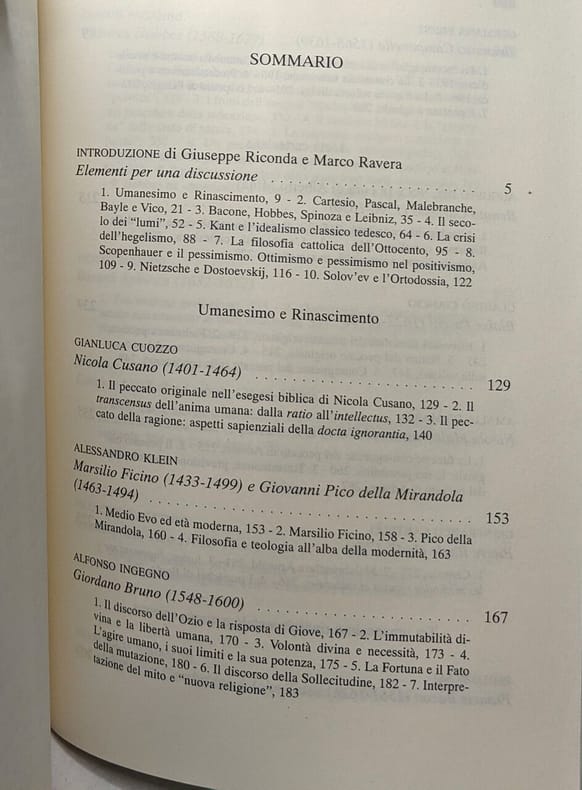 SOMMARIO
INTRODUZIONE di Giuseppe Riconda e Marco Ravera
Elementi per una discussione . . . . . . . . . . . . . . . . . . . . . . 5
1. Umanesimo e Rinascimento, 9 - 2. Cartesio, Pascal, Malebranche,
Bayle e Vico, 21 - 3. Bacone, Hobbes, Spinoza e Leibniz, 35 - 4. Il seco-
lo dei “lumi”, 52 - 5. Kant e l’idealismo classico tedesco, 64 - 6. La crisi
dell’hegelismo, 88 - 7. La filosofia cattolica dell’Ottocento, 95 - 8.
Scopenhauer e il pessimismo. Ottimismo e pessimismo nel positivismo,
109 - 9. Nietzsche e Dostoevskij, 116 - 10. Solov’ev e l’Ortodossia, 122
Umanesimo e Rinascimento
GIANLUCA CUOZZO
Nicola Cusano (1401-1464) . . . . . . . . . . . . . . . . . . . . . . . 129
1. Il peccato originale nell’esegesi biblica di Nicola Cusano, 129 - 2. Il
transcensus dell’anima umana: dalla ratio all’intellectus, 132 - 3. Il pec-
cato della ragione: aspetti sapienziali della docta ignorantia, 140
ALESSANDRO KLEIN
Marsilio Ficino (1433-1499) e Giovanni Pico della Mirandola
(1463-1494) . . . . . . . . . . . . . . . . . . . . . . . . . . . . . . . . . 153
1. Medio Evo ed età moderna, 153 - 2. Marsilio Ficino, 158 - 3. Pico della
Mirandola, 160 - 4. Filosofia e teologia all’alba della modernità, 163
ALFONSO INGEGNO
Giordano Bruno (1548-1600) . . . . . . . . . . . . . . . . . . . . . . 167
1. Il discorso dell’Ozio e la risposta di Giove, 167 - 2. L’immutabilità di-
vina e la libertà umana, 170 - 3. Volontà divina e necessità, 173 - 4.
L’agire umano, i suoi limiti e la sua potenza, 175 - 5. La Fortuna e il Fato
della mutazione, 180 - 6. Il discorso della Sollecitudine, 182 - 7. Interpre-
tazione del mito e “nuova religione”, 183